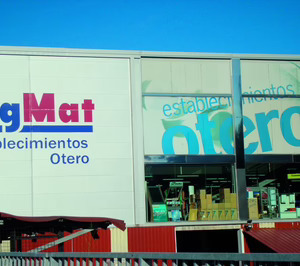 gMat
blecimientos
Otero
establecimientos
otero